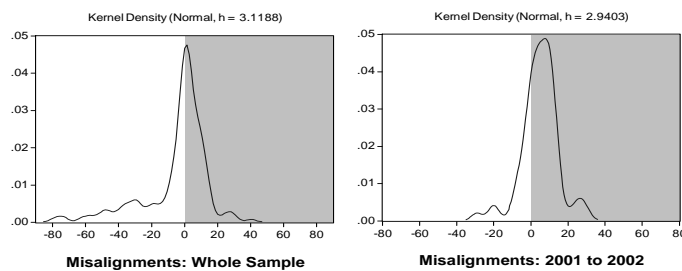 Kernel Density (Normal, h = 3.1188)
.05
.04
.03
.02
.01
.00
-80 -60 -40 -20 0 20 40 60 80
Misalignments: Whole Sample
Kernel Density (Normal, h = 2.9403)
.05
.04
.03
.02
.01
.00
-80 -60 -40 -20 0 20 40 60 80
Misalignments: 2001 to 2002